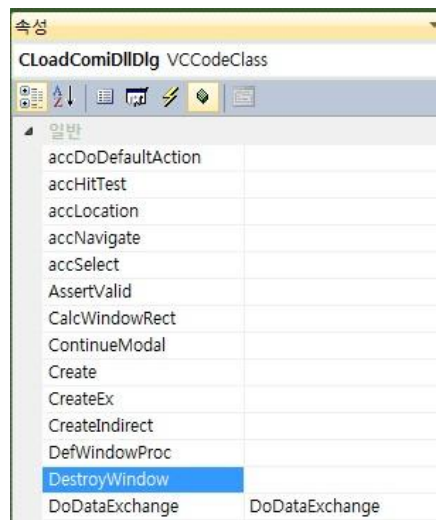 속성
CLoadComiDllDlg VCCodeClass
일반
accDoDefaultAction
accHitTest
accLocation
accNavigate
accSelect
AssertValid
CalcWindowRect
ContinueModal
Create
CreateEx
CreateIndirect
DefWindowProc
DestroyWindow
DoDataExchange DoDataExchange